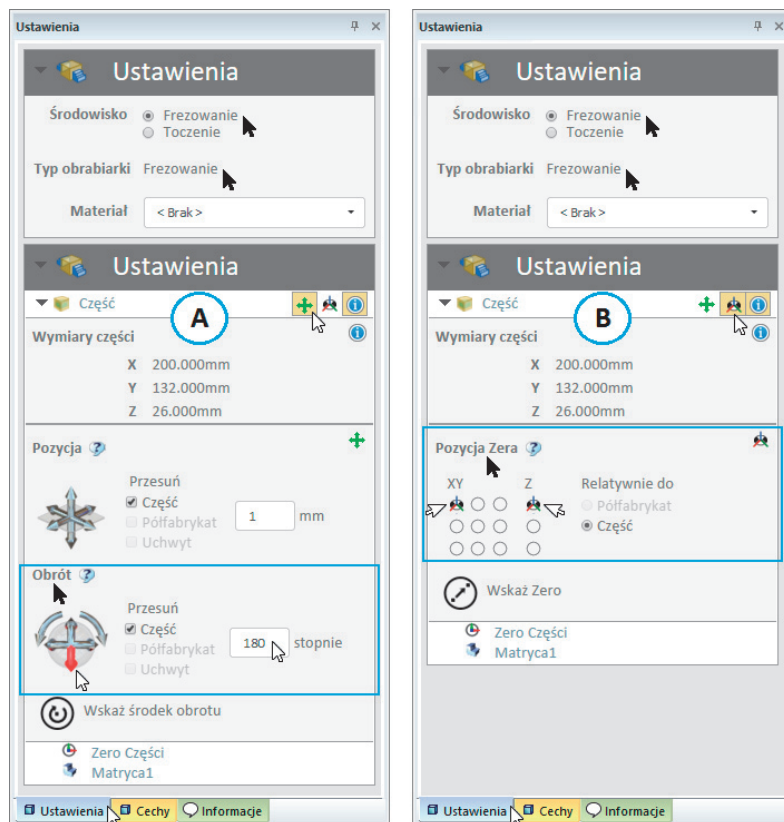 Ustawienia
Ustawienia
Środowisko
Frezowanie
Toczenie
Typ obrabiarki Frezowanie
Materiał
< Brak >
Ustawienia
Część
A
Wymiary części
X 200.000mm
Y 132.000mm
Z 26.000mm
Pozycja
Przesuń
Część
Półfabrykat
1 mm
Uchwyt
Obrót
Przesuń
Część
Półfabrykat
180 stopnie
Uchwyt
Wskaż środek obrotu
Zero Części
Matryca1
Ustawienia Cechy Informacje
Ustawienia
Ustawienia
Środowisko
Frezowanie
Toczenie
Typ obrabiarki Frezowanie
Materiał
< Brak >
Ustawienia
Część
B
Wymiary części
X 200.000mm
Y 132.000mm
Z 26.000mm
Pozycja Zera
XY Z Relatywnie do
Półfabrykat
Część
Wskaż Zero
Zero Części
Matryca1
Ustawienia Cechy Informacje